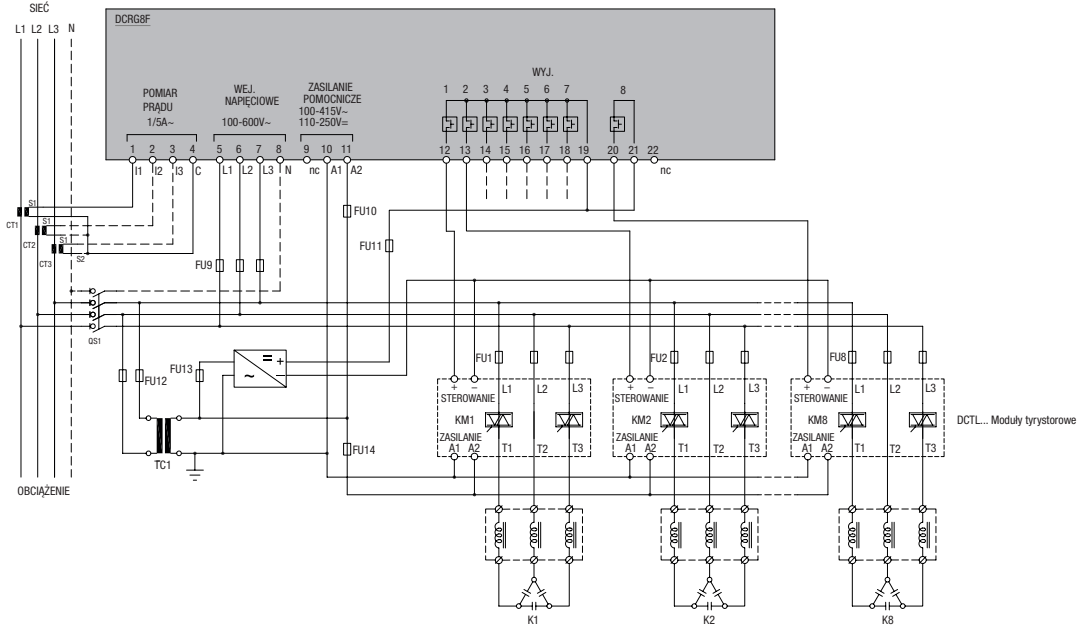 SIEĆ
L1 L2 L3 N
DCRG8F
POMIAR
PRĄDU
1/5A~
WEJ.
NAPIĘCIOWE
100-600V~
ZASILANIE
POMOCNICZE
100-415V~
110-250V=
WYJ.
1 2 3 4 5 6 7 8
1 2 3 4 5 6 7 8 9 10 11 12 13 14 15 16 17 18 19 20 21 22
I1 I2 I3 C L1 L2 L3 N nc A1 A2 nc
S1
CT1
S1
CT2
S1
CT3
S2
FU10
FU11
FU9
QS1
FU12
FU13
= +
~ −
FU14
TC1
OBCIĄŻENIE
FU1 FU2 FU8
+ − L1 L2 L3
STEROWANIE
KM1
ZASILANIE
A1 A2 T1 T2 T3
+ − L1 L2 L3
STEROWANIE
KM2
ZASILANIE
A1 A2 T1 T2 T3
+ − L1 L2 L3
STEROWANIE
KM8
ZASILANIE
A1 A2 T1 T2 T3
DCTL... Moduły tyrystorowe
K1 K2 K8